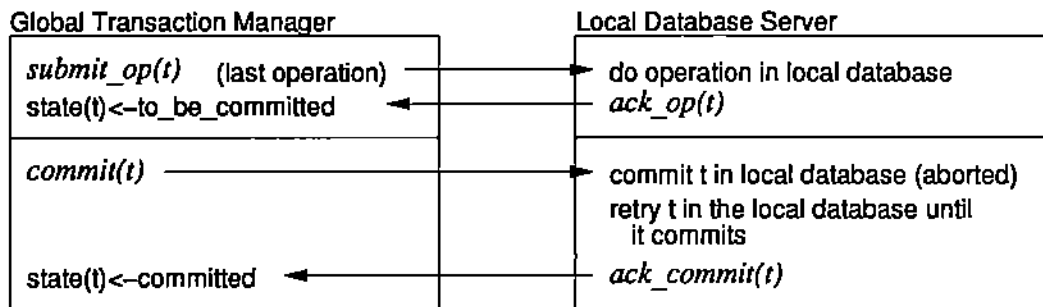 Global Transaction Manager
Local Database Server
submit_op(t) (last operation)
do operation in local database
state(t)<–to_be_committed
ack_op(t)
commit(t)
commit t in local database (aborted)
retry t in the local database until
it commits
state(t)<–committed
ack_commit(t)